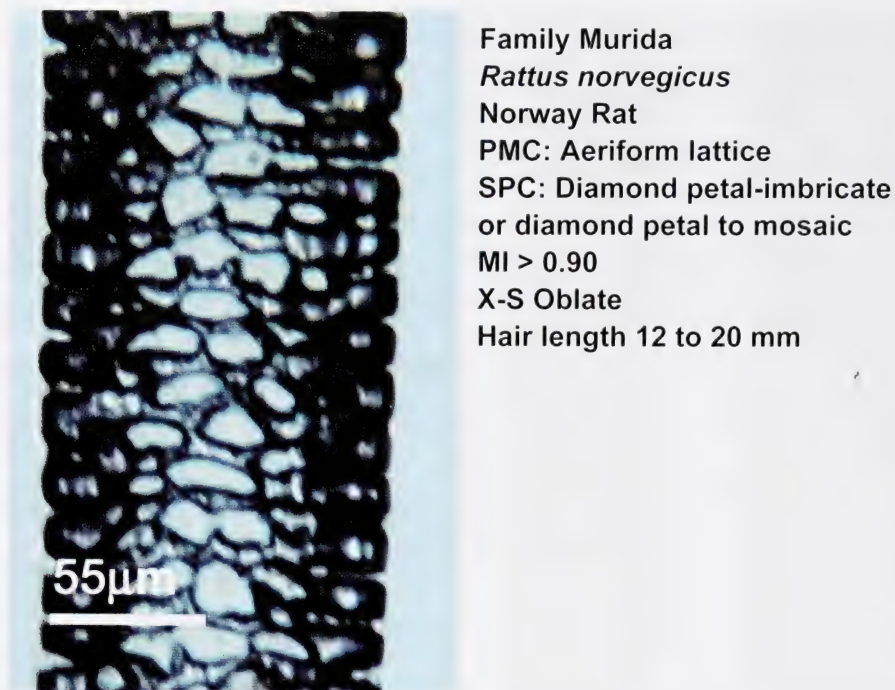 Family Murida
Rattus norvegicus
Norway Rat
PMC: Aeriform lattice
SPC: Diamond petal-imbricate
or diamond petal to mosaic
MI > 0.90
X-S Oblate
Hair length 12 to 20 mm
55µm